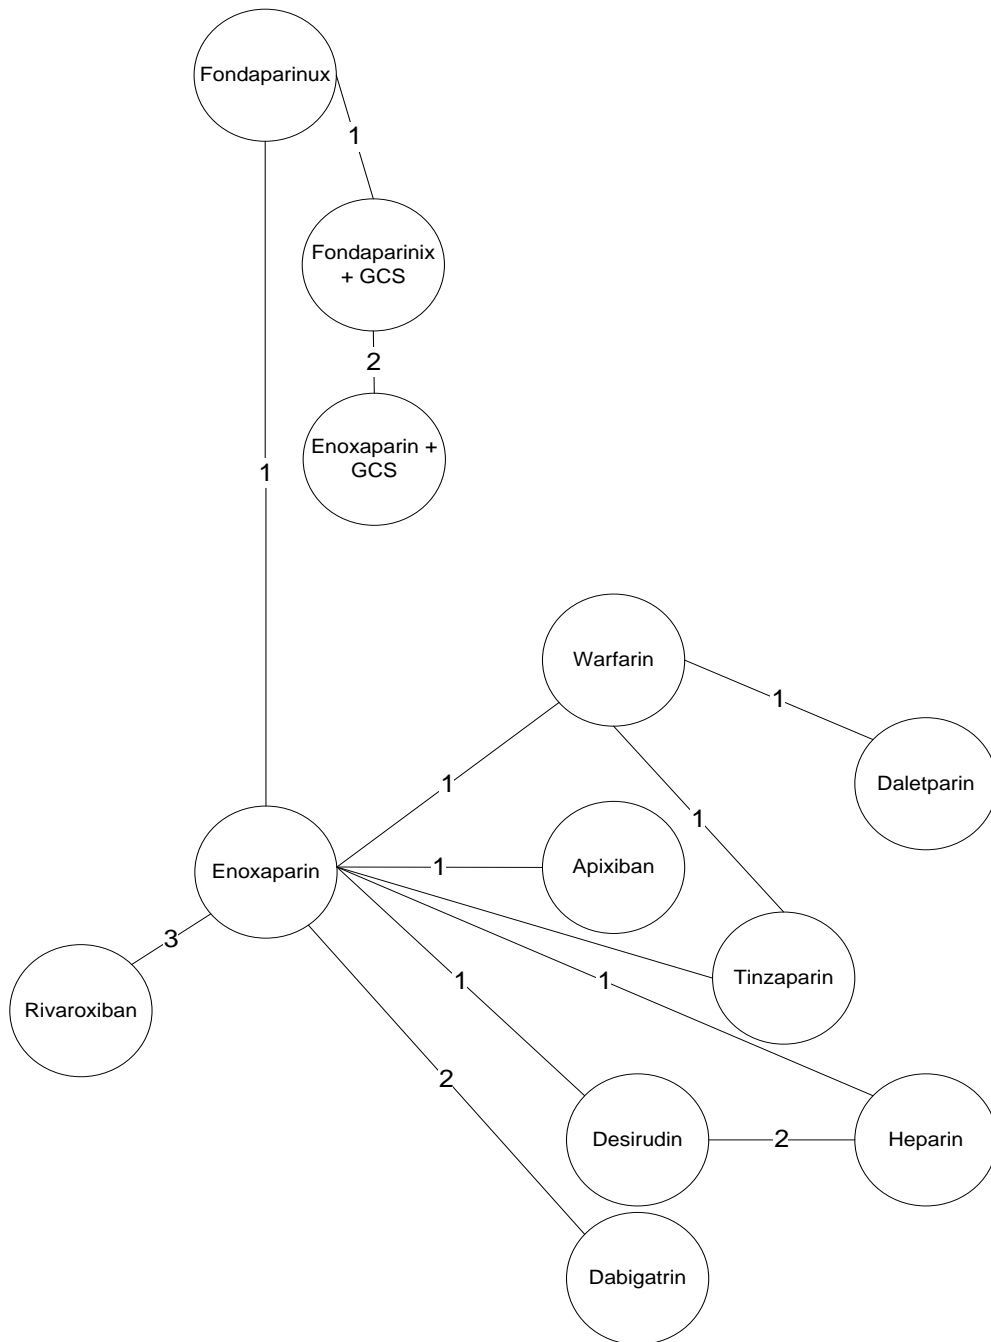 Fondaparinux
1
Fondaparinix
+ GCS
2
Enoxaparin +
GCS
1
Warfarin
1
Daletparin
1
1
Enoxaparin
1
Apixiban
3
Rivaroxiban
1
1
Tinzaparin
2
Desirudin
2
Heparin
Dabigatrin